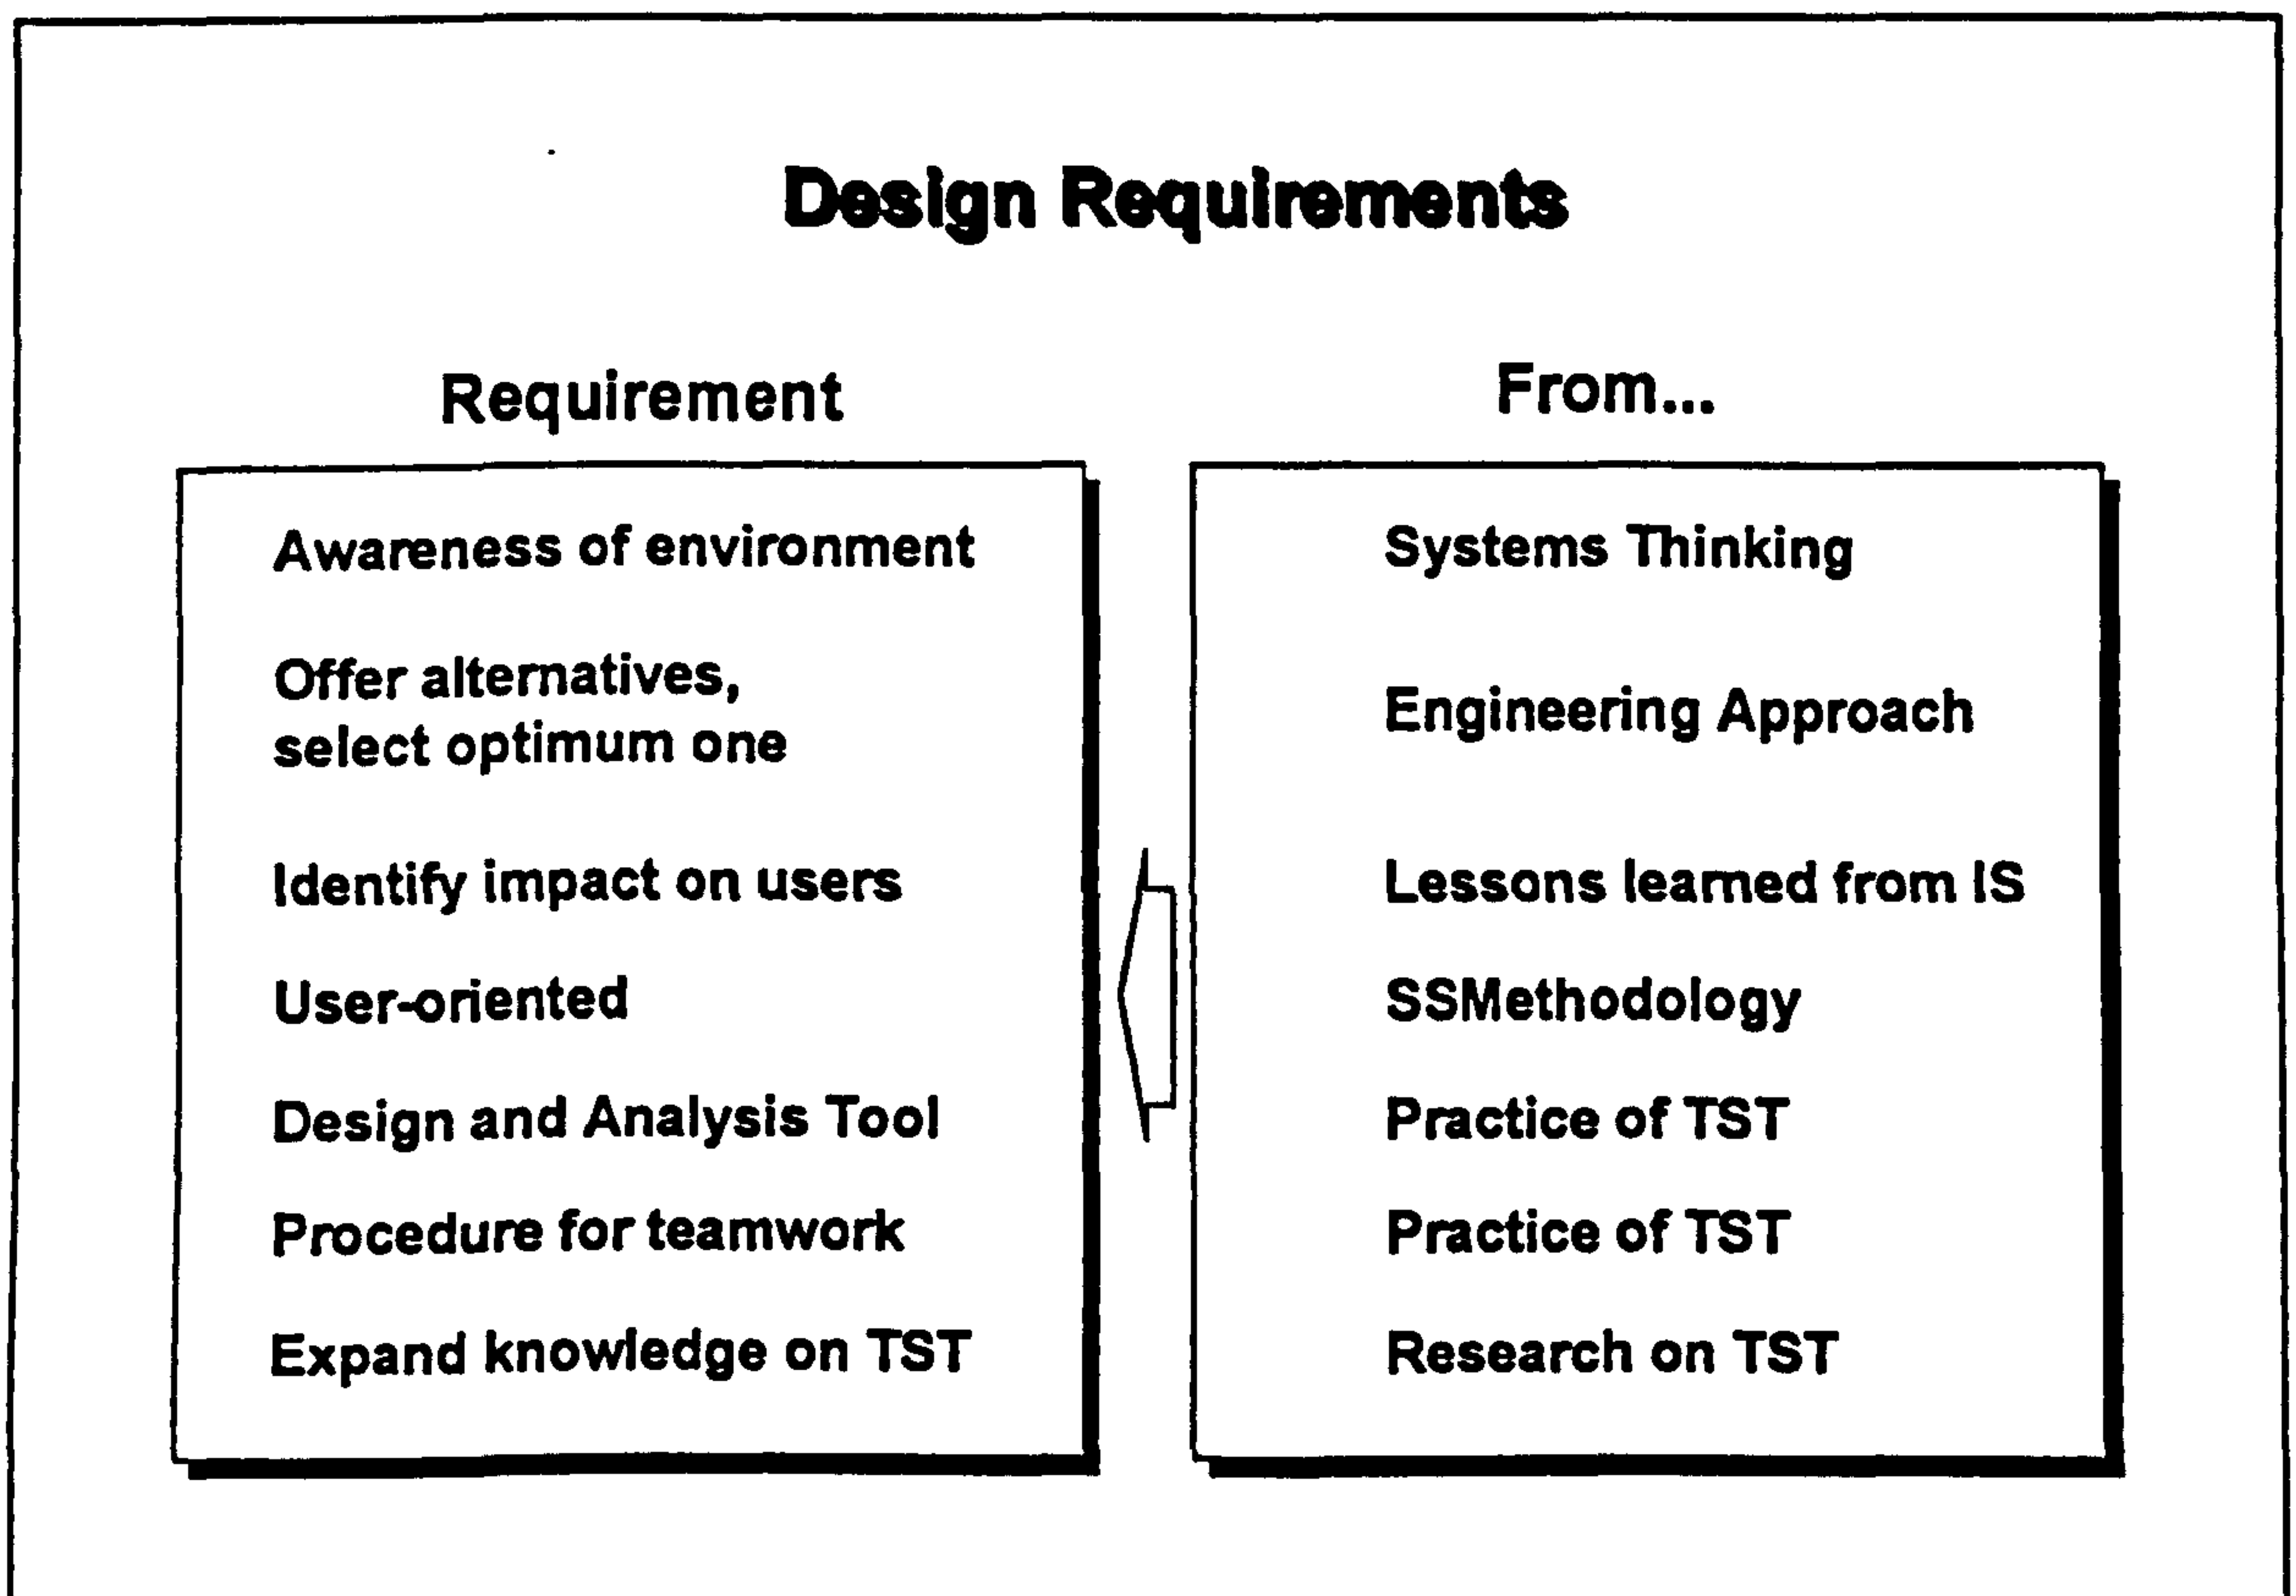 Design Requirements
Requirement
From...
Awareness of environment
Systems Thinking
Offer alternatives,
select optimum one
Engineering Approach
Identify impact on users
Lessons learned from IS
User-oriented
SSMethodology
Design and Analysis Tool
Practice of TST
Procedure for teamwork
Practice of TST
Expand knowledge on TST
Research on TST